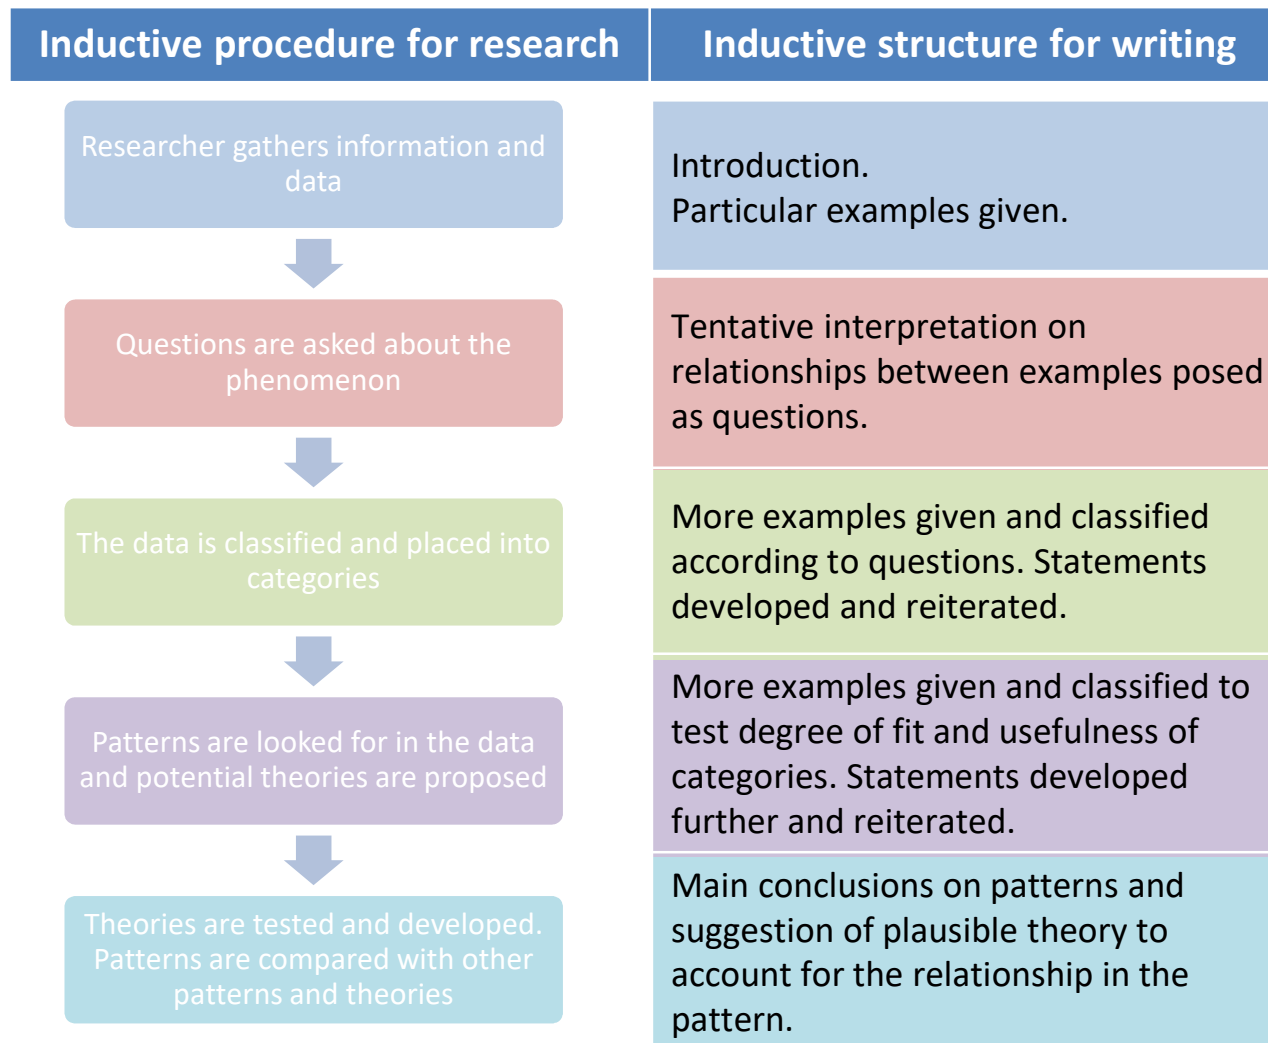 Inductive procedure for research
Inductive structure for writing
Researcher gathers information and
data
Introduction.
Particular examples given.
Questions are asked about the
phenomenon
Tentative interpretation on
relationships between examples posed
as questions.
The data is classified and placed into
categories
More examples given and classified
according to questions. Statements
developed and reiterated.
Patterns are looked for in the data
and potential theories are proposed
More examples given and classified to
test degree of fit and usefulness of
categories. Statements developed
further and reiterated.
Theories are tested and developed.
Patterns are compared with other
patterns and theories
Main conclusions on patterns and
suggestion of plausible theory to
account for the relationship in the
pattern.